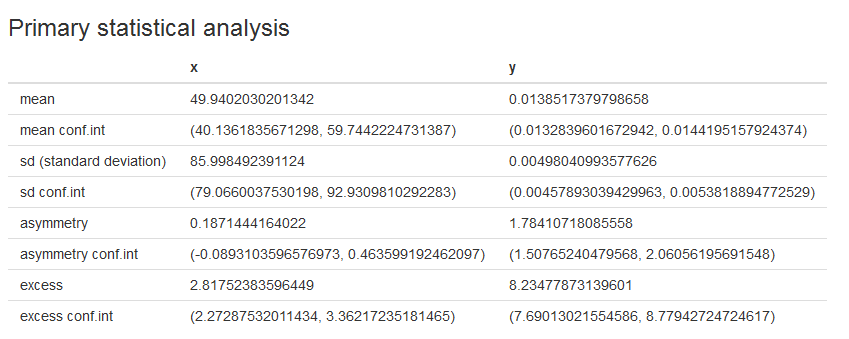 Primary statistical analysis
x y
mean 49.9402030201342 0.0138517379798658
mean conf.int (40.1361835671298, 59.7442224731387) (0.0132839601672942, 0.0144195157924374)
sd (standard deviation) 85.998492391124 0.00498040993577626
sd conf.int (79.0660037530198, 92.9309810292283) (0.00457893039429963, 0.0053818894772529)
asymmetry 0.1871444164022 1.78410718085558
asymmetry conf.int (-0.0893103596576973, 0.463599192462097) (1.50765240479568, 2.06056195691548)
excess 2.81752383596449 8.23477873139601
excess conf.int (2.27287532011434, 3.36217235181465) (7.69013021554586, 8.77942724724617)